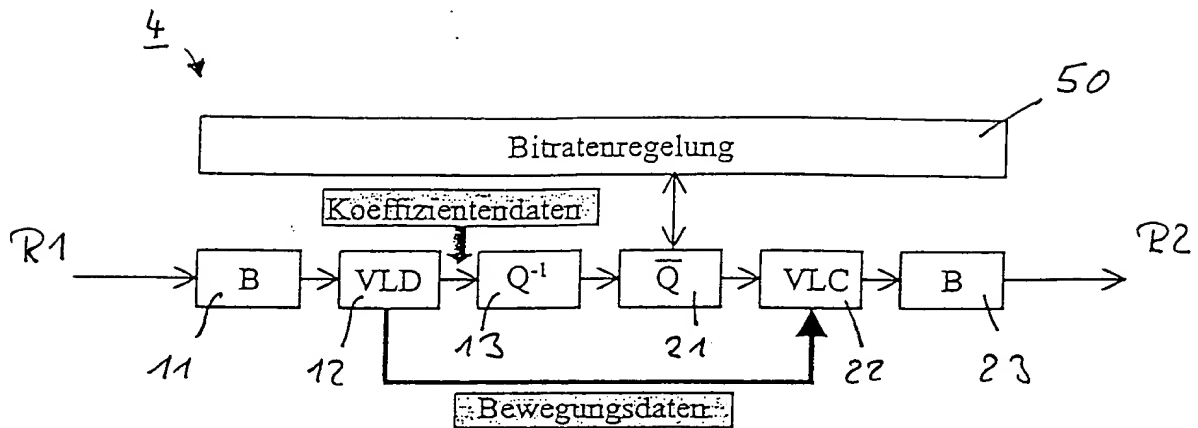 4
50
Bitratenregelung
Koeffizientendaten
R1
R2
B VLD Q⁻¹ Q̅ VLC B
11 12 13 21 22 23
Bewegungsdaten